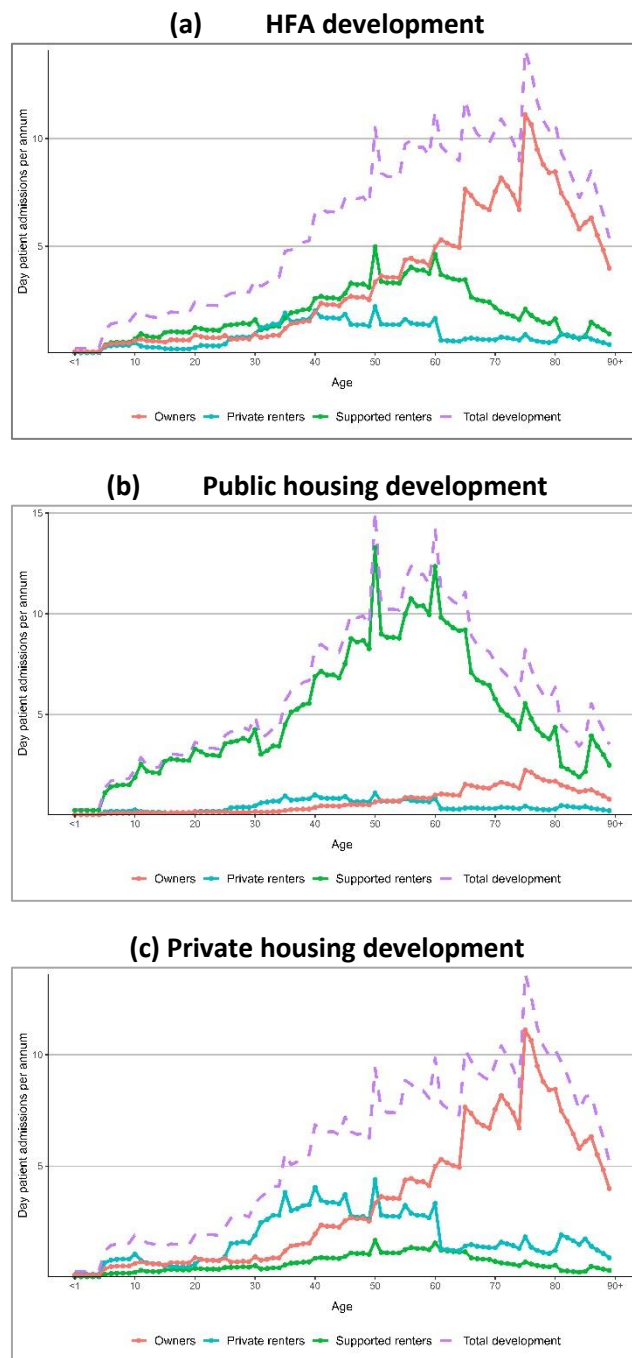 (a) HFA development
Day patient admissions per annum
10
5
<1 10 20 30 40 50 60 70 80 90+
Age
Owners Private renters Supported renters Total development
(b) Public housing development
Day patient admissions per annum
15
10
5
<1 10 20 30 40 50 60 70 80 90+
Age
Owners Private renters Supported renters Total development
(c) Private housing development
Day patient admissions per annum
10
5
<1 10 20 30 40 50 60 70 80 90+
Age
Owners Private renters Supported renters Total development